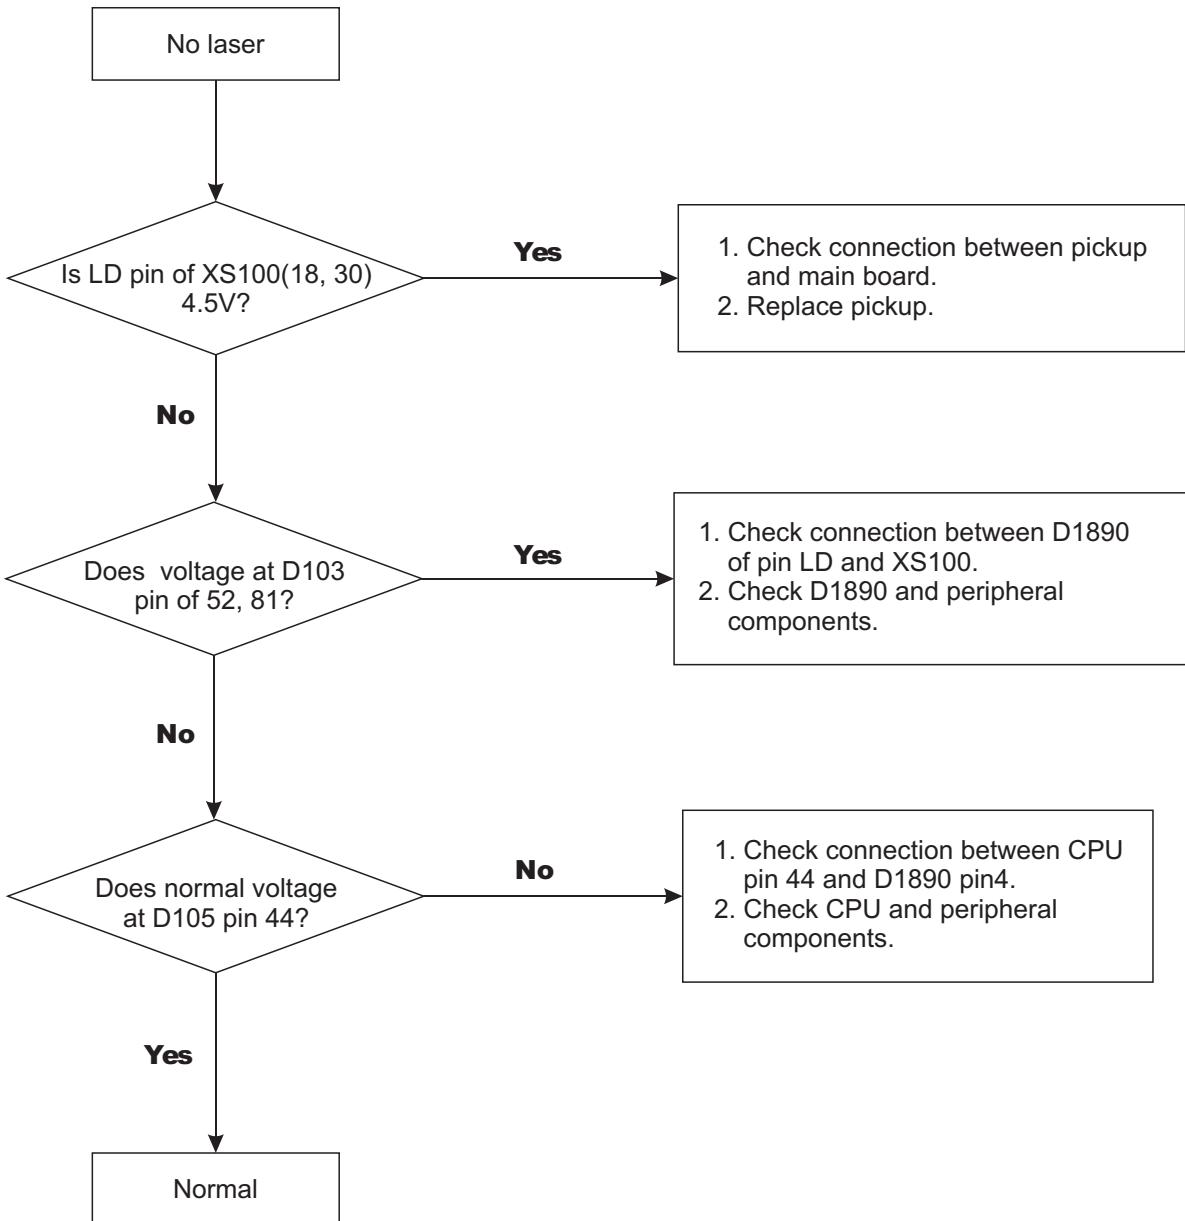 No laser
Is LD pin of XS100(18, 30)
4.5V?
Yes
1. Check connection between pickup
and main board.
2. Replace pickup.
No
Does  voltage at D103
pin of 52, 81?
Yes
1. Check connection between D1890
of pin LD and XS100.
2. Check D1890 and peripheral
components.
No
Does normal voltage
at D105 pin 44?
No
1. Check connection between CPU
pin 44 and D1890 pin4.
2. Check CPU and peripheral
components.
Yes
Normal